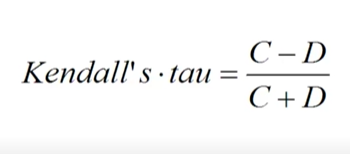 Kendall's · tau = (C − D) / (C + D)